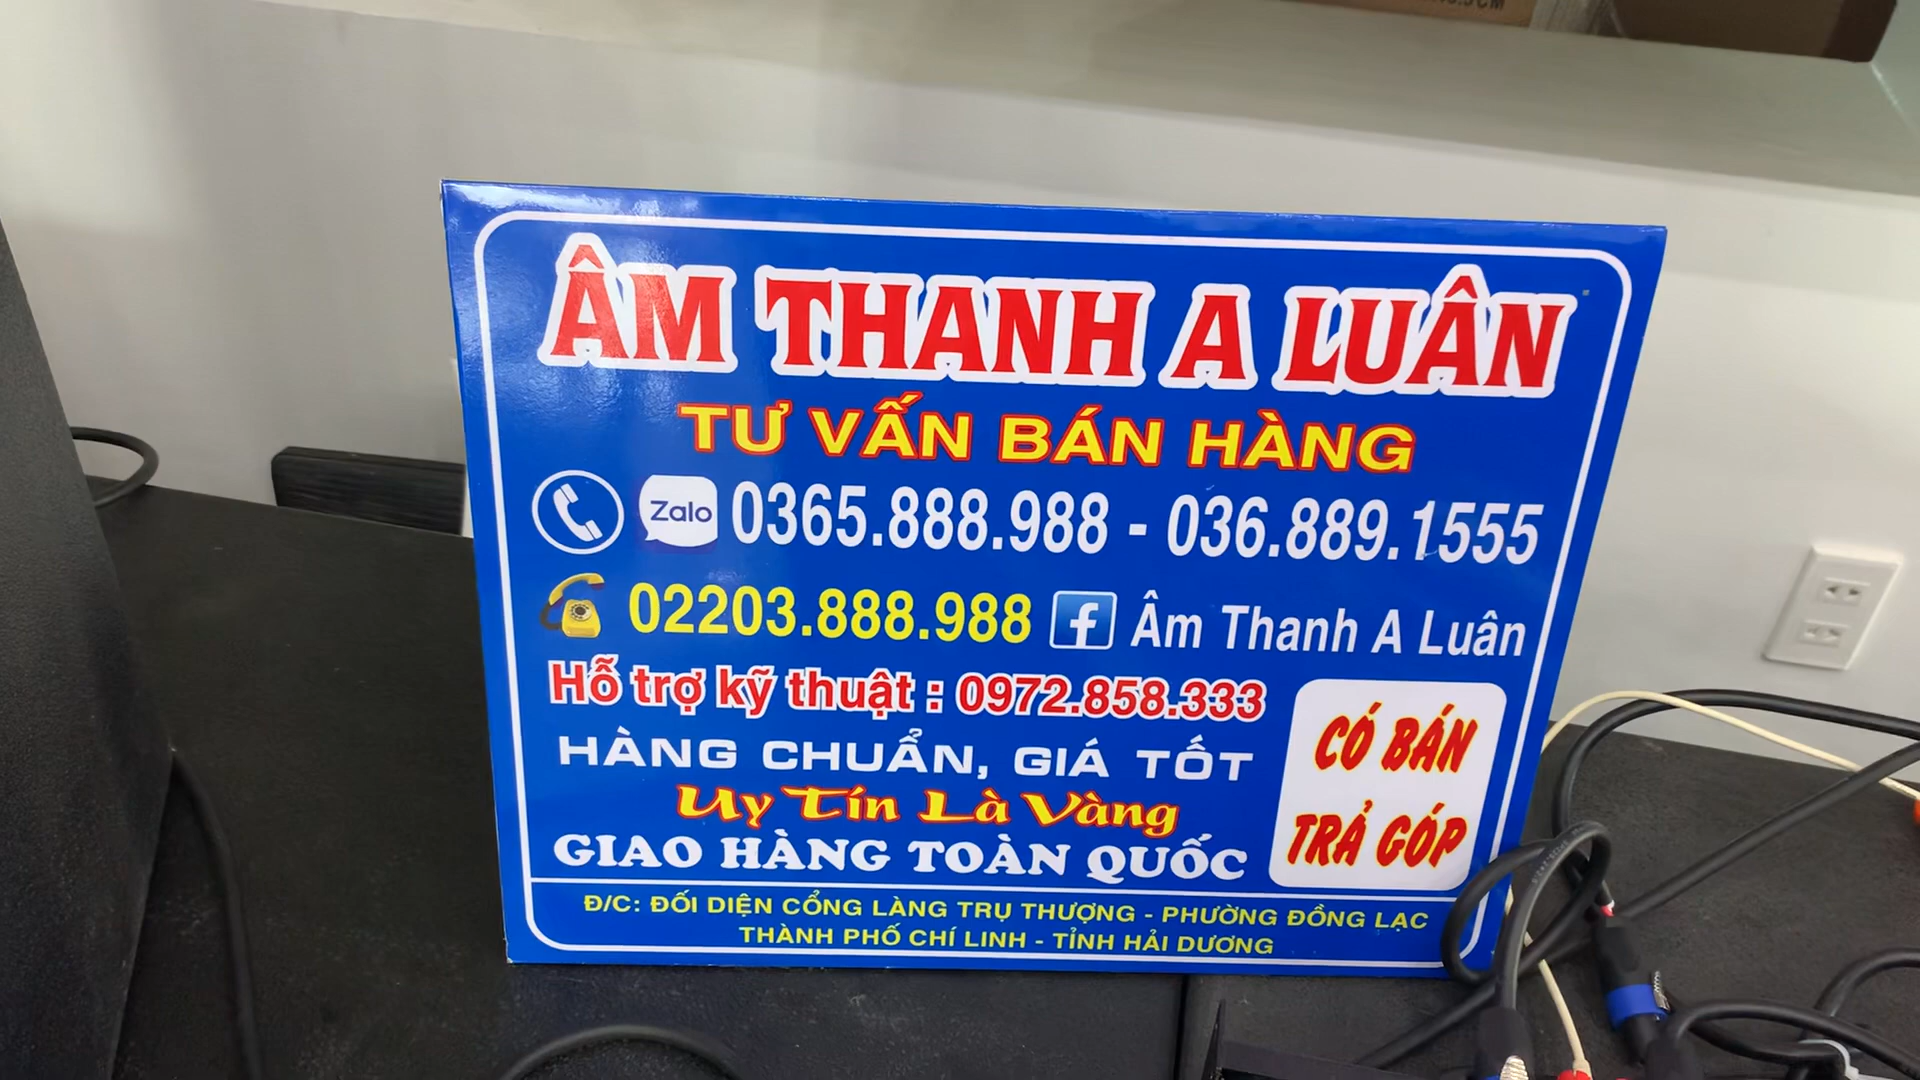 ÂM THANH A LUÂN
TƯ VẤN BÁN HÀNG
Zalo 0365.888.988 - 036.889.1555
02203.888.988 f Âm Thanh A Luân
Hỗ trợ kỹ thuật : 0972.858.333
HÀNG CHUẨN, GIÁ TỐT
Uy Tín Là Vàng
GIAO HÀNG TOÀN QUỐC
CÓ BÁN
TRẢ GÓP
Đ/C: ĐỐI DIỆN CỔNG LÀNG TRỤ THƯỢNG - PHƯỜNG ĐỒNG LẠC
THÀNH PHỐ CHÍ LINH - TỈNH HẢI DƯƠNG